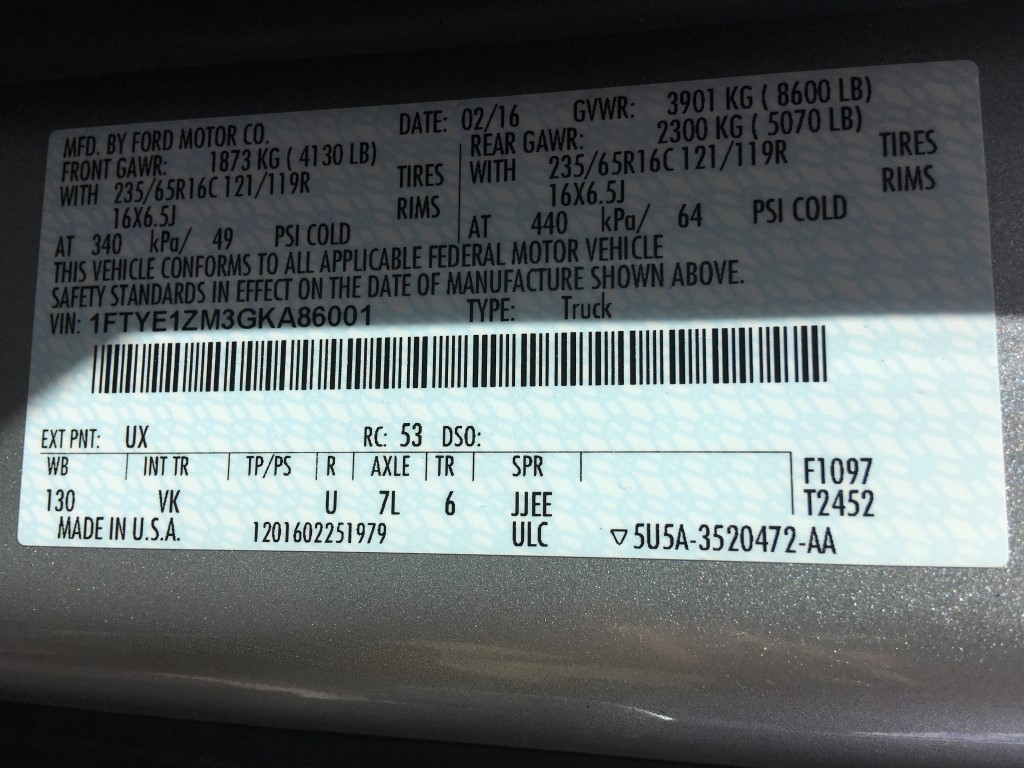 MFD. BY FORD MOTOR CO. DATE: 02/16 GVWR: 3901 KG ( 8600 LB)
FRONT GAWR: 1873 KG ( 4130 LB) REAR GAWR: 2300 KG ( 5070 LB)
WITH 235/65R16C 121/119R TIRES WITH 235/65R16C 121/119R TIRES
16X6.5J RIMS 16X6.5J RIMS
AT 340 kPa/ 49 PSI COLD AT 440 kPa/ 64 PSI COLD
THIS VEHICLE CONFORMS TO ALL APPLICABLE FEDERAL MOTOR VEHICLE
SAFETY STANDARDS IN EFFECT ON THE DATE OF MANUFACTURE SHOWN ABOVE.
VIN: 1FTYE1ZM3GKA86001 TYPE: Truck
EXT PNT: UX RC: 53 DSO:
WB INT TR TP/PS R AXLE TR SPR F1097
130 VK U 7L 6 JJEE T2452
MADE IN U.S.A. 1201602251979 ULC ▽5U5A-3520472-AA